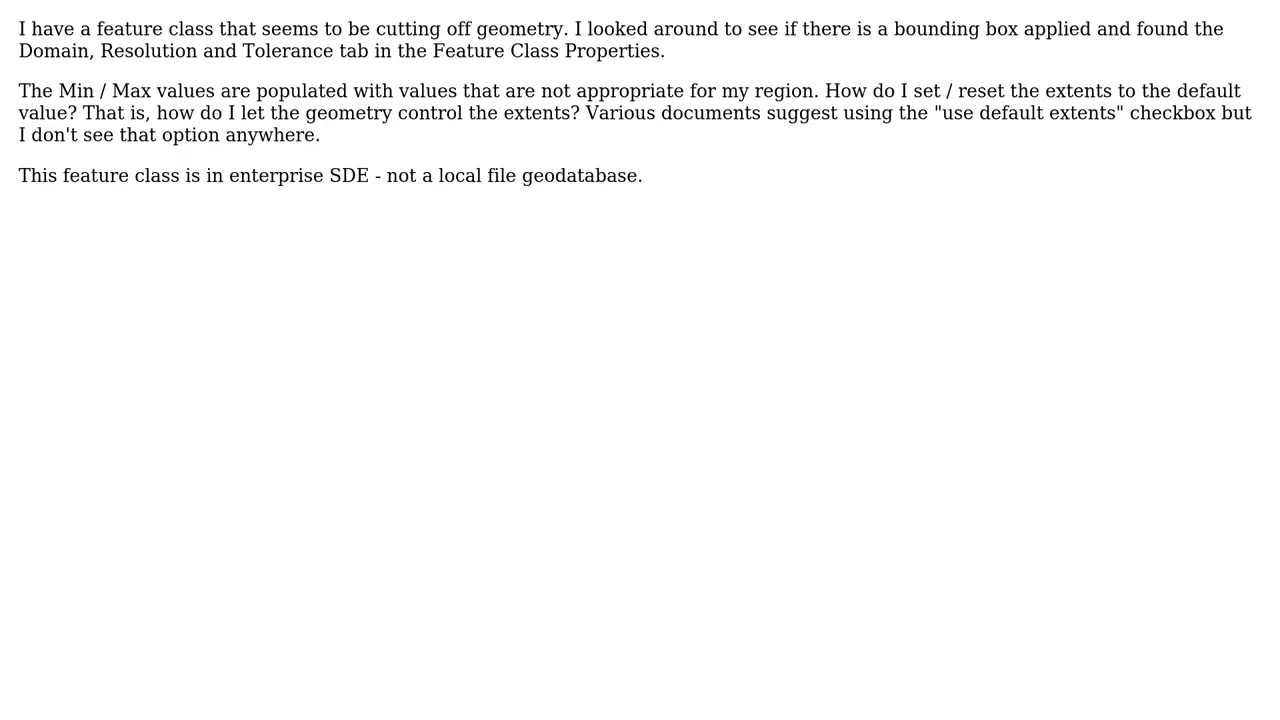 I have a feature class that seems to be cutting off geometry. I looked around to see if there is a bounding box applied and found the
Domain, Resolution and Tolerance tab in the Feature Class Properties.
The Min / Max values are populated with values that are not appropriate for my region. How do I set / reset the extents to the default
value? That is, how do I let the geometry control the extents? Various documents suggest using the "use default extents" checkbox but
I don't see that option anywhere.
This feature class is in enterprise SDE - not a local file geodatabase.